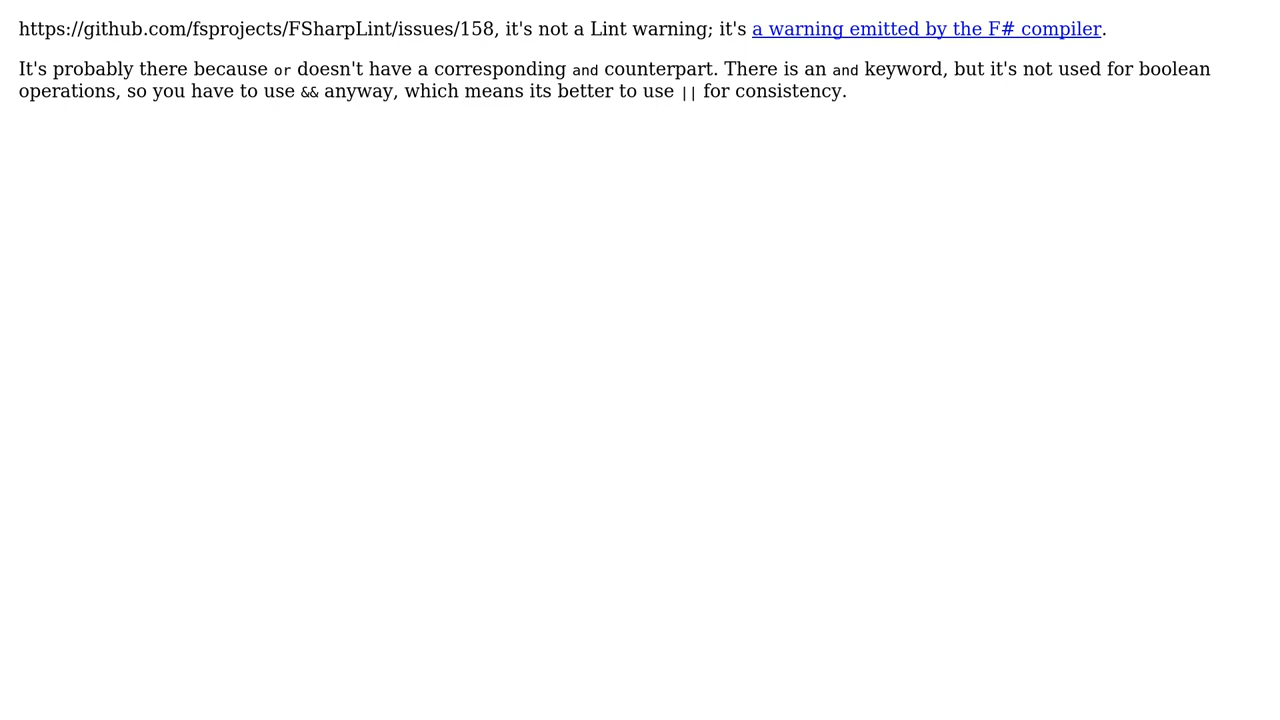 https://github.com/fsprojects/FSharpLint/issues/158, it's not a Lint warning; it's a warning emitted by the F# compiler.
It's probably there because or doesn't have a corresponding and counterpart. There is an and keyword, but it's not used for boolean
operations, so you have to use && anyway, which means its better to use || for consistency.